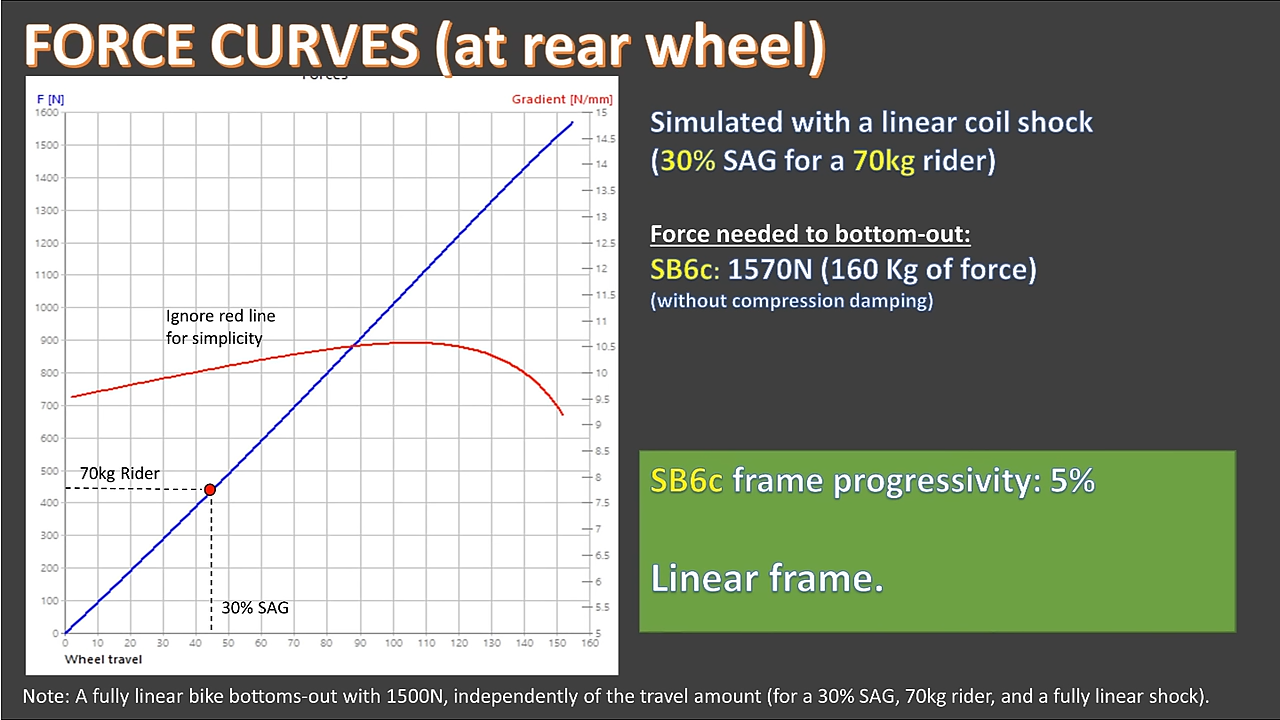 FORCE CURVES (at rear wheel)
Forces
F [N]
Gradient [N/mm]
1600
1500
1400
1300
1200
1100
1000
900
800
700
600
500
400
300
200
100
0
15
14.5
14
13.5
13
12.5
12
11.5
11
10.5
10
9.5
9
8.5
8
7.5
7
6.5
6
5.5
5
Ignore red line
for simplicity
70kg Rider
30% SAG
0 10 20 30 40 50 60 70 80 90 100 110 120 130 140 150 160
Wheel travel
Simulated with a linear coil shock
(30% SAG for a 70kg rider)
Force needed to bottom-out:
SB6c: 1570N (160 Kg of force)
(without compression damping)
SB6c frame progressivity: 5%
Linear frame.
Note: A fully linear bike bottoms-out with 1500N, independently of the travel amount (for a 30% SAG, 70kg rider, and a fully linear shock).